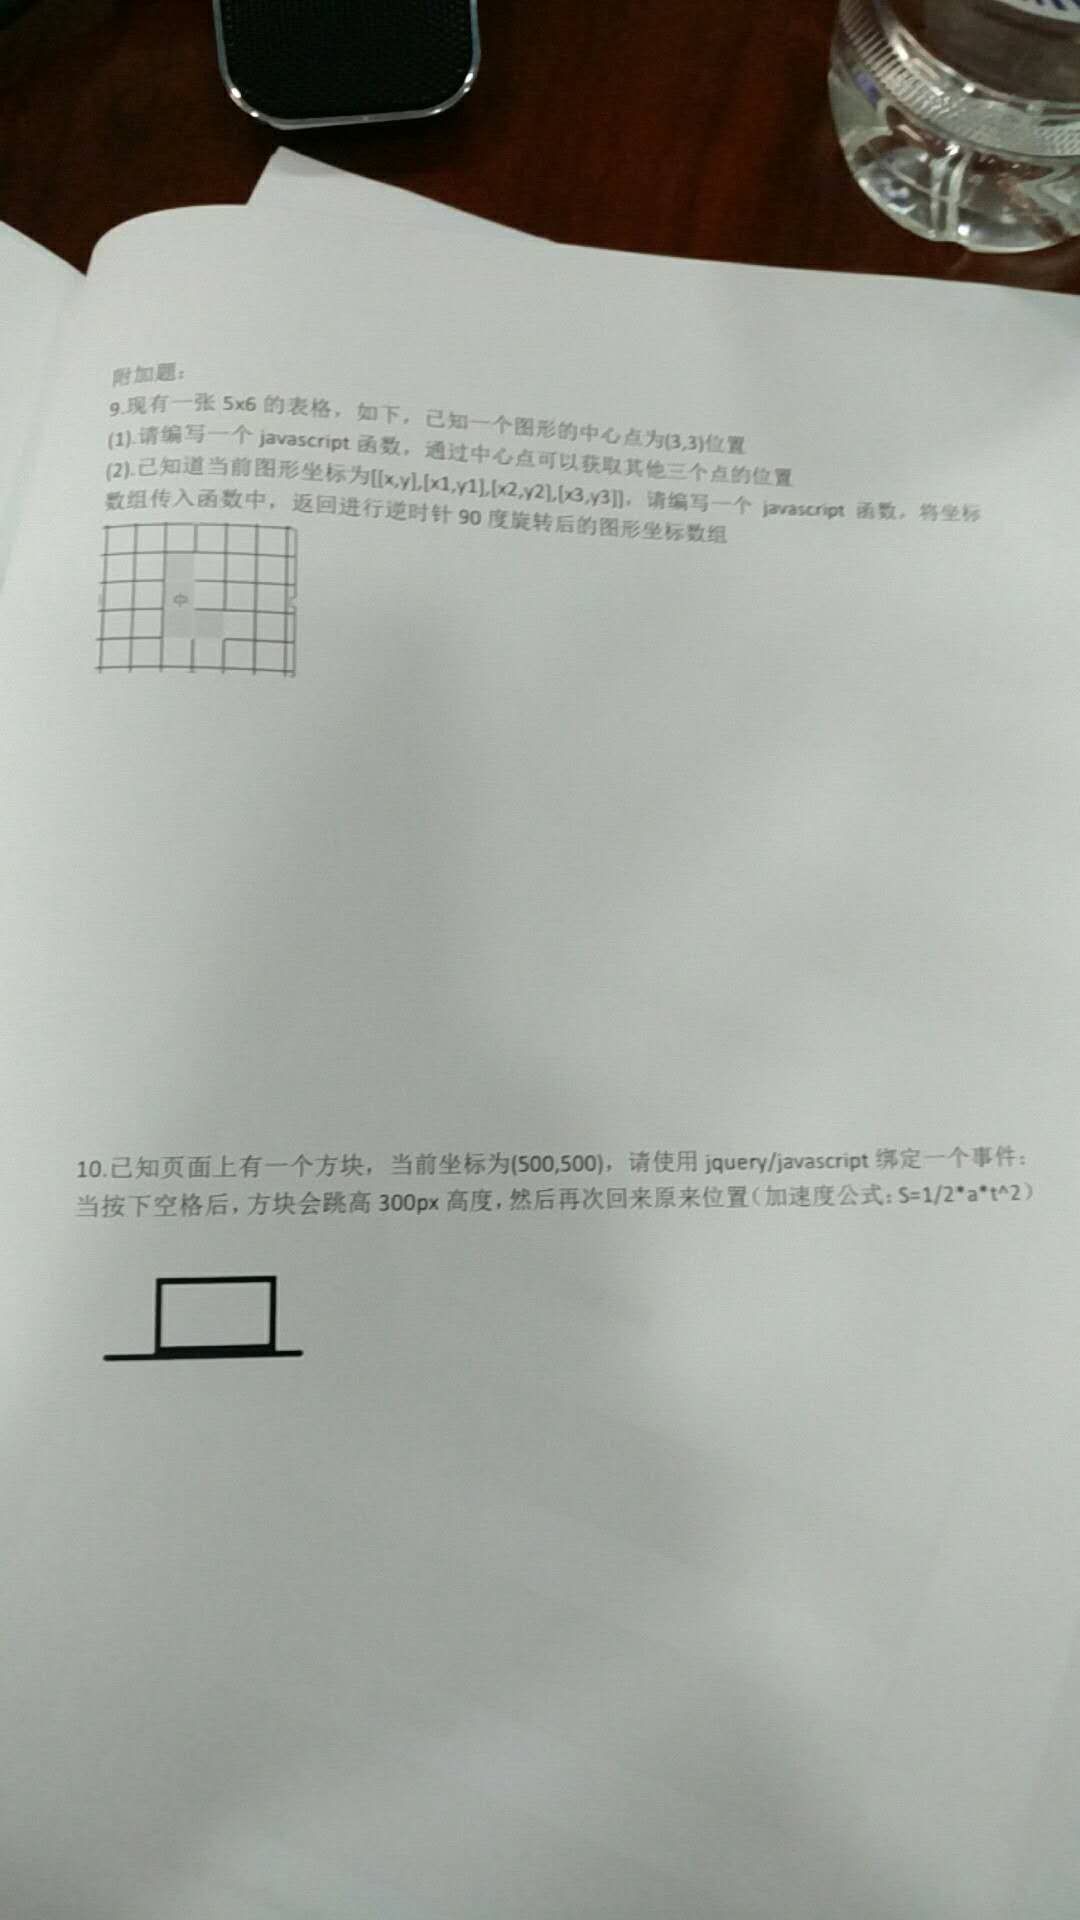 附加题：
9.现有一张 5x6 的表格，如下，已知一个图形的中心点为(3,3)位置
(1).请编写一个 javascript 函数，通过中心点可以获取其他三个点的位置
(2).已知道当前图形坐标为[[x,y],[x1,y1],[x2,y2],[x3,y3]]，请编写一个 javascript 函数，将坐标
数组传入函数中，返回进行逆时针 90 度旋转后的图形坐标数组
中
10.已知页面上有一个方块，当前坐标为(500,500)，请使用 jquery/javascript 绑定一个事件：
当按下空格后，方块会跳高 300px 高度，然后再次回来原来位置（加速度公式：S=1/2*a*t^2）